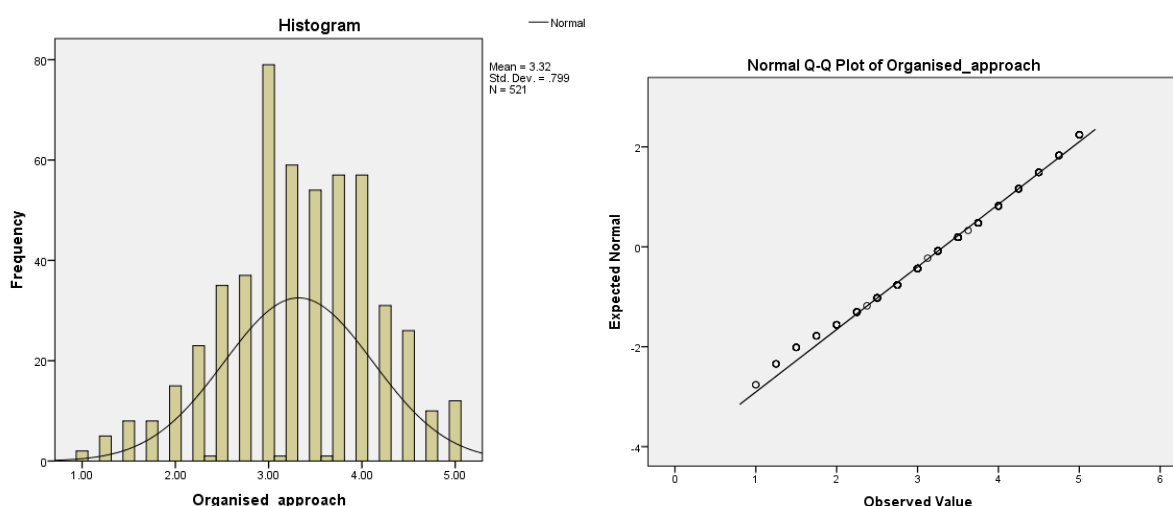 Histogram
Normal
Mean = 3.32
Std. Dev. = .799
N = 521
80
60
40
20
0
Frequency
1.00 2.00 3.00 4.00 5.00
Organised_approach
Normal Q-Q Plot of Organised_approach
2
0
-2
-4
Expected Normal
0 1 2 3 4 5 6
Observed Value